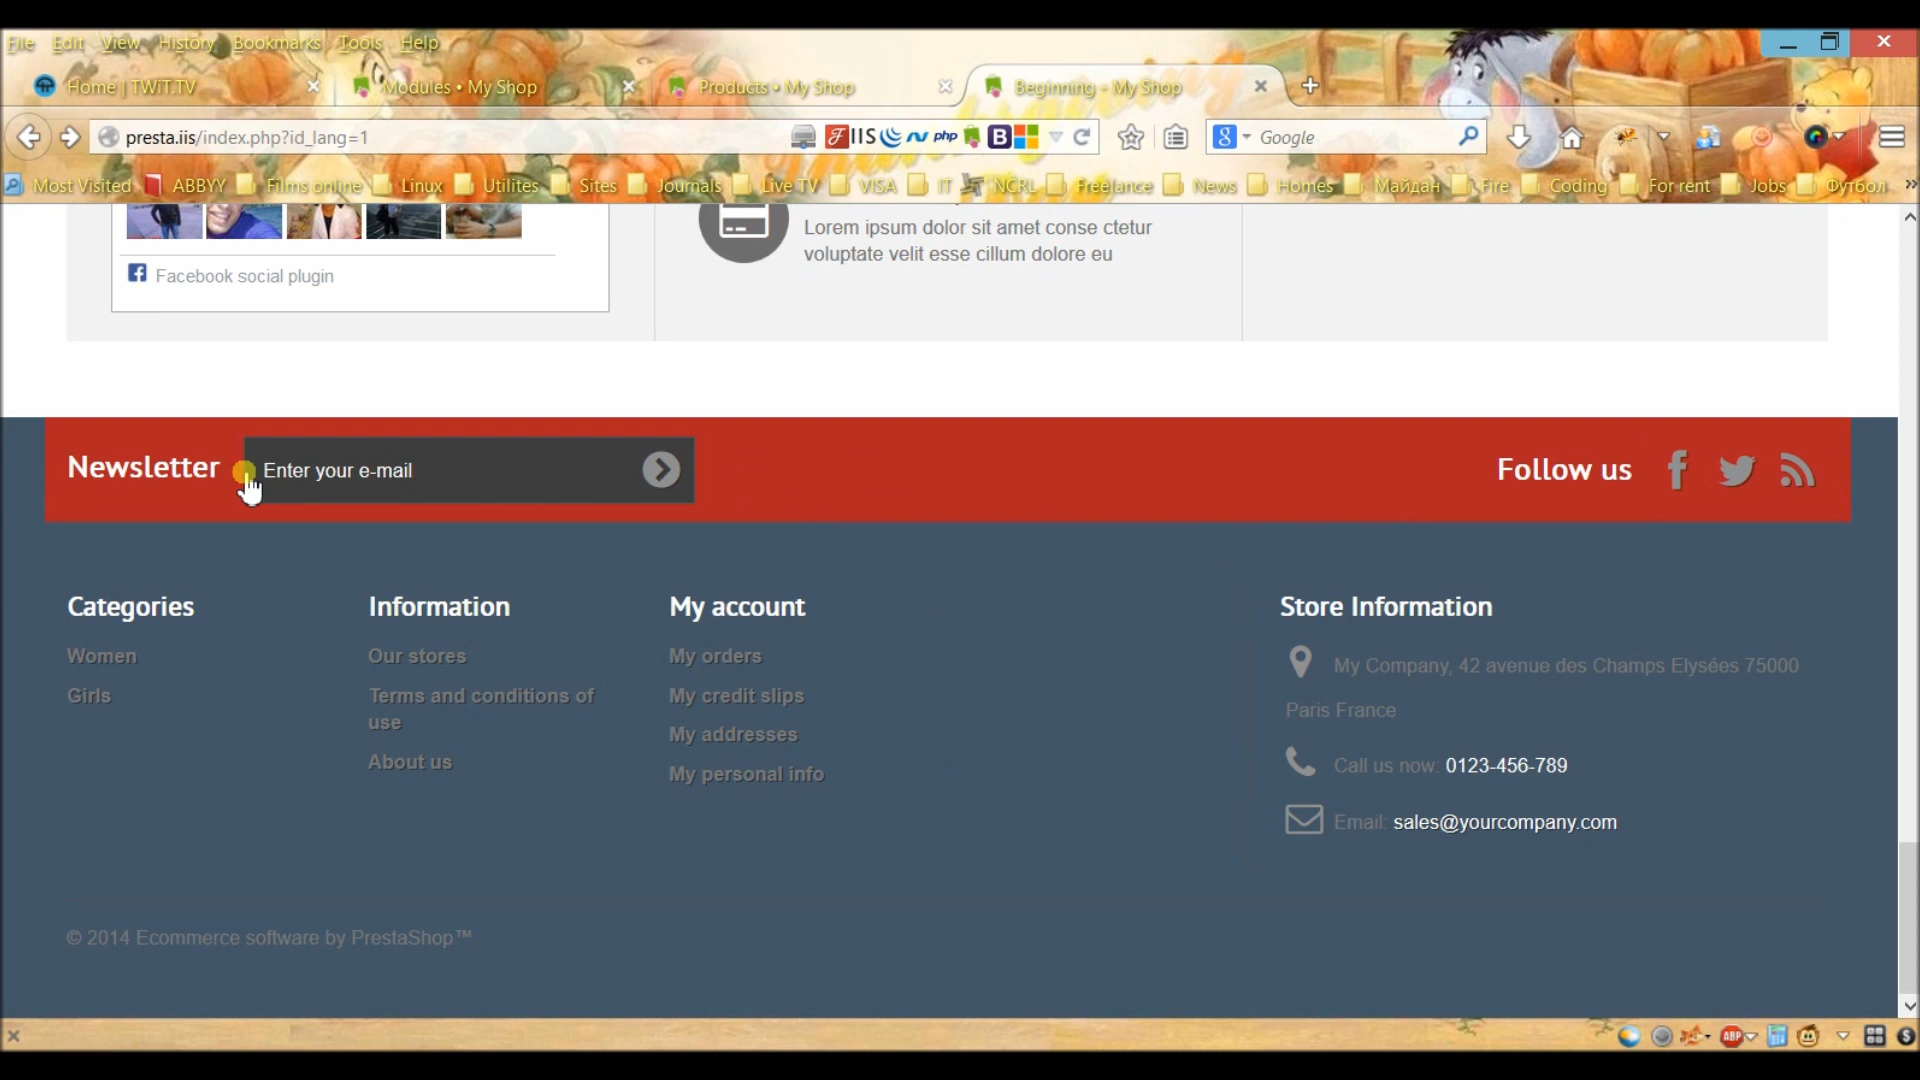 File Edit View History Bookmarks Tools Help
Home | TWiT.TV
Modules • My Shop
Products • My Shop
Beginning - My Shop
presta.iis/index.php?id_lang=1
IIS
php
B
g
Google
Most Visited ABBYY Films online Linux Utilites Sites Journals Live TV VISA IT NCRL Freelance News Homes Майдан Fire Coding For rent Jobs Футбол
Lorem ipsum dolor sit amet conse ctetur
voluptate velit esse cillum dolore eu
Facebook social plugin
Newsletter
Enter your e-mail
Follow us
Categories
Women
Girls
Information
Our stores
Terms and conditions of
use
About us
My account
My orders
My credit slips
My addresses
My personal info
Store Information
My Company, 42 avenue des Champs Elysées 75000
Paris France
Call us now: 0123-456-789
Email: sales@yourcompany.com
© 2014 Ecommerce software by PrestaShop™
ABP